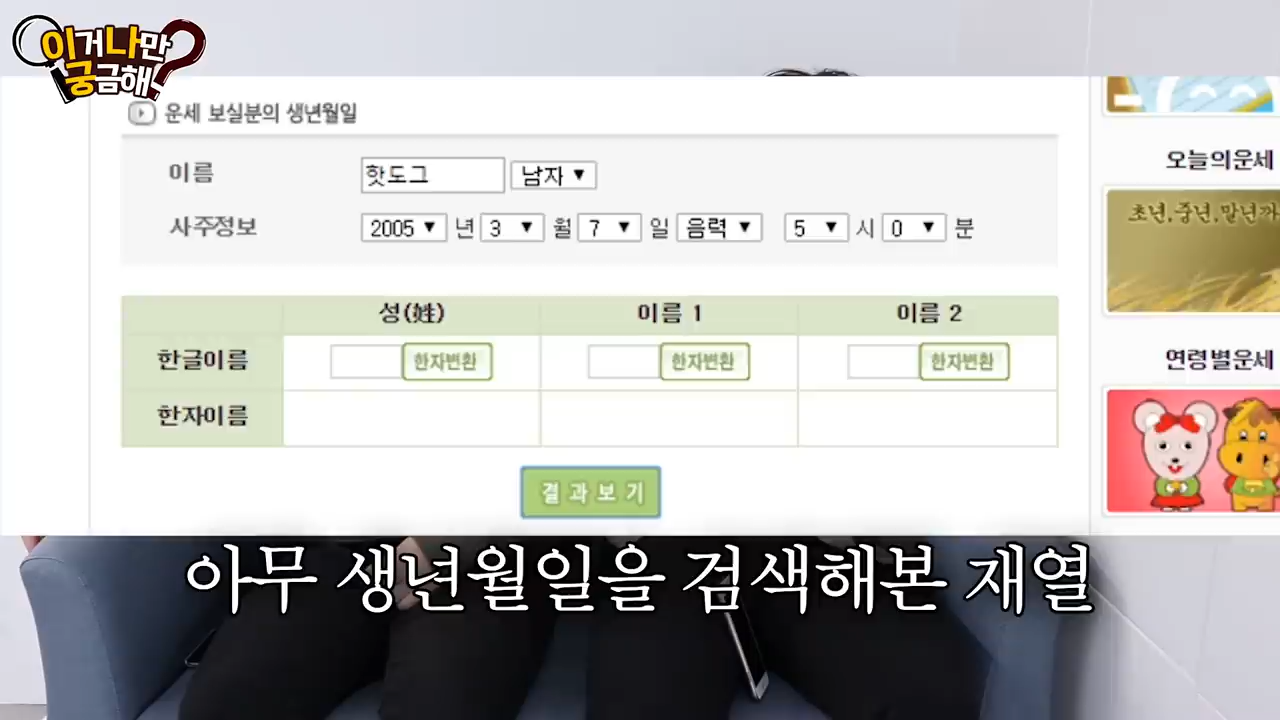 이거나만
궁금해?
운세 보실분의 생년월일
이름 핫도그 남자 ▼
사주정보 2005 ▼ 년 3 ▼ 월 7 ▼ 일 음력 ▼ 5 ▼ 시 0 ▼ 분
성(姓) 이름 1 이름 2
한글이름 한자변환 한자변환 한자변환
한자이름
결과보기
오늘의운세
초년,중년,말년까
연령별운세
아무 생년월일을 검색해본 재열